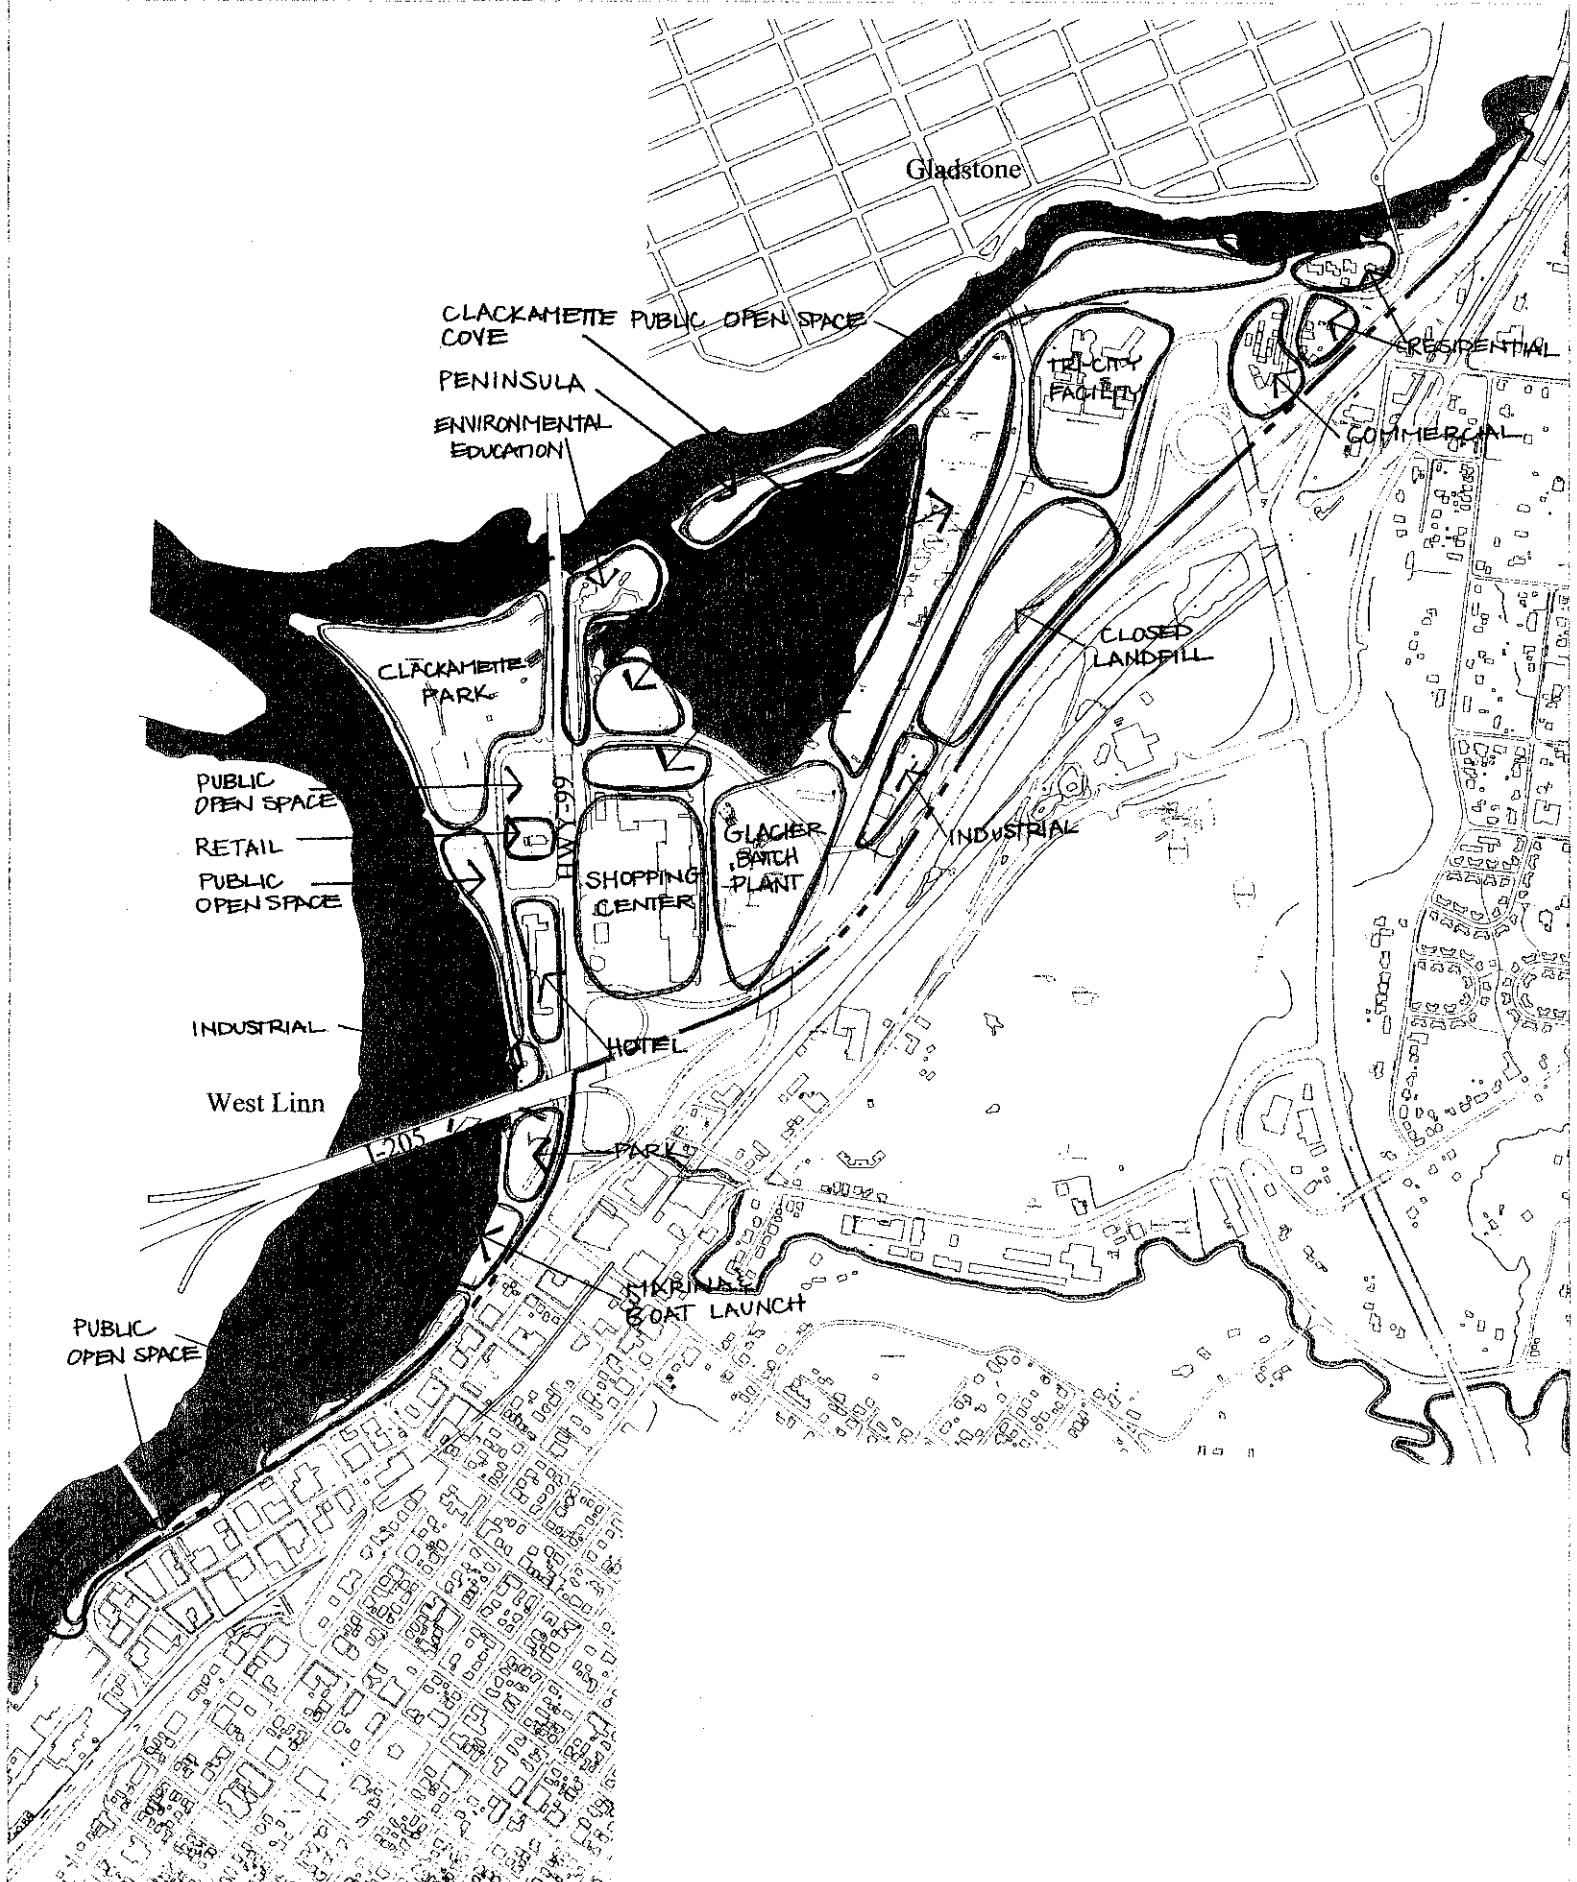 Gladstone
CLACKAMETTE
COVE
PUBLIC OPEN SPACE
PENINSULA
ENVIRONMENTAL
EDUCATION
TRI-CITY
FACILITY
RESIDENTIAL
COMMERCIAL
CLOSED
LANDFILL
CLACKAMETTE
PARK
PUBLIC
OPEN SPACE
RETAIL
PUBLIC
OPEN SPACE
HWY-99
SHOPPING
CENTER
GLACIER
BATCH
PLANT
INDUSTRIAL
INDUSTRIAL
HOTEL
West Linn
I-205
PARK
MARINA &
BOAT LAUNCH
PUBLIC
OPEN SPACE